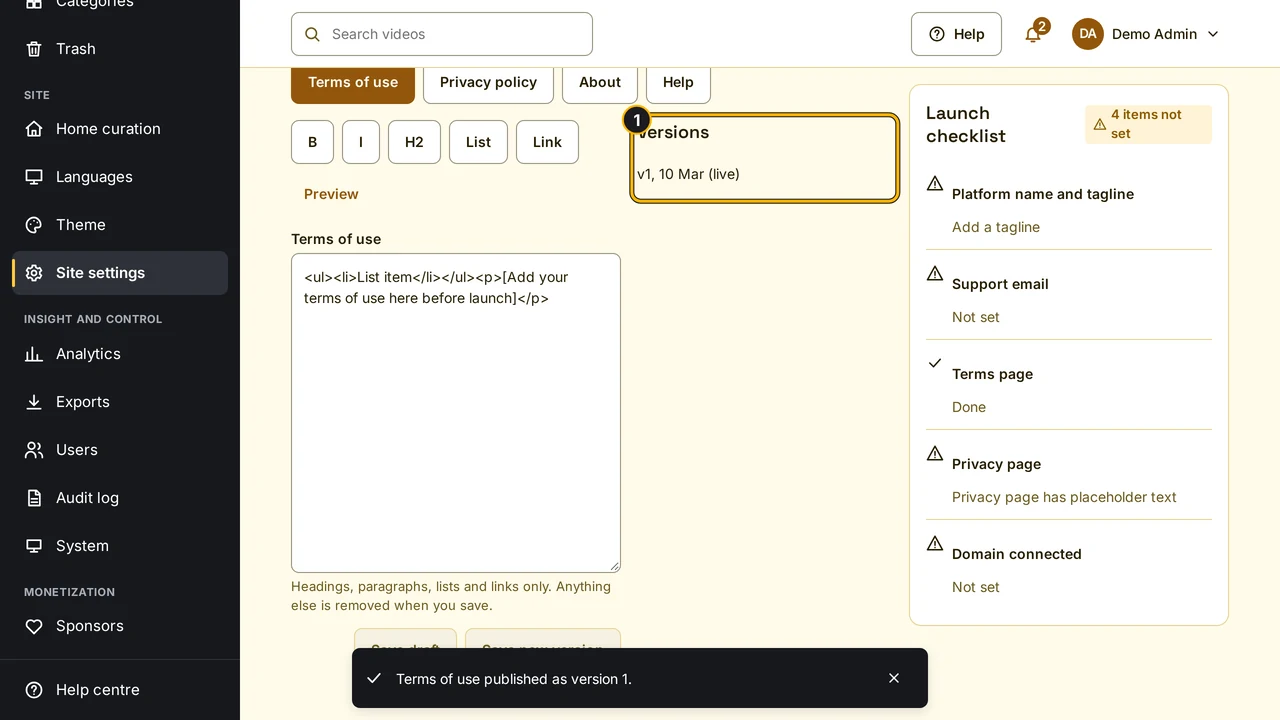 Categories
Trash
SITE
Home curation
Languages
Theme
Site settings
INSIGHT AND CONTROL
Analytics
Exports
Users
Audit log
System
MONETIZATION
Sponsors
Help centre
Search videos
Help
2
DA
Demo Admin
Terms of use
Privacy policy
About
Help
B
I
H2
List
Link
Preview
1
Versions
v1, 10 Mar (live)
Terms of use
<ul><li>List item</li></ul><p>[Add your
terms of use here before launch]</p>
Headings, paragraphs, lists and links only. Anything
else is removed when you save.
Save draft
Save new version
Launch
checklist
4 items not
set
Platform name and tagline
Add a tagline
Support email
Not set
Terms page
Done
Privacy page
Privacy page has placeholder text
Domain connected
Not set
Terms of use published as version 1.